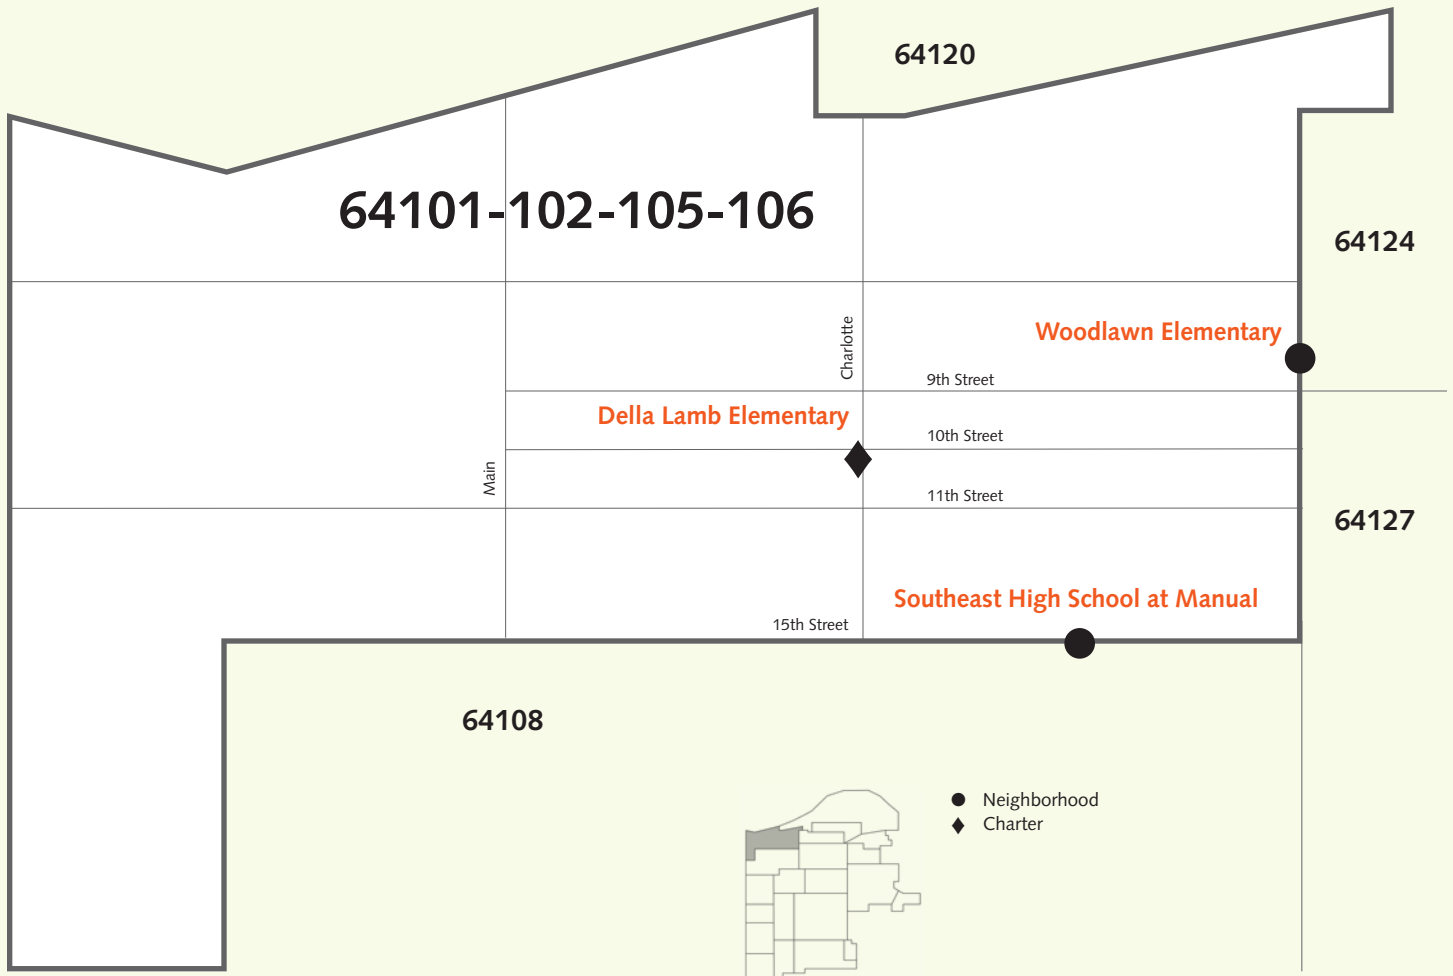 64120
64101-102-105-106
64124
Charlotte
Woodlawn Elementary
9th Street
Della Lamb Elementary
10th Street
Main
11th Street
64127
Southeast High School at Manual
15th Street
64108
Neighborhood
Charter